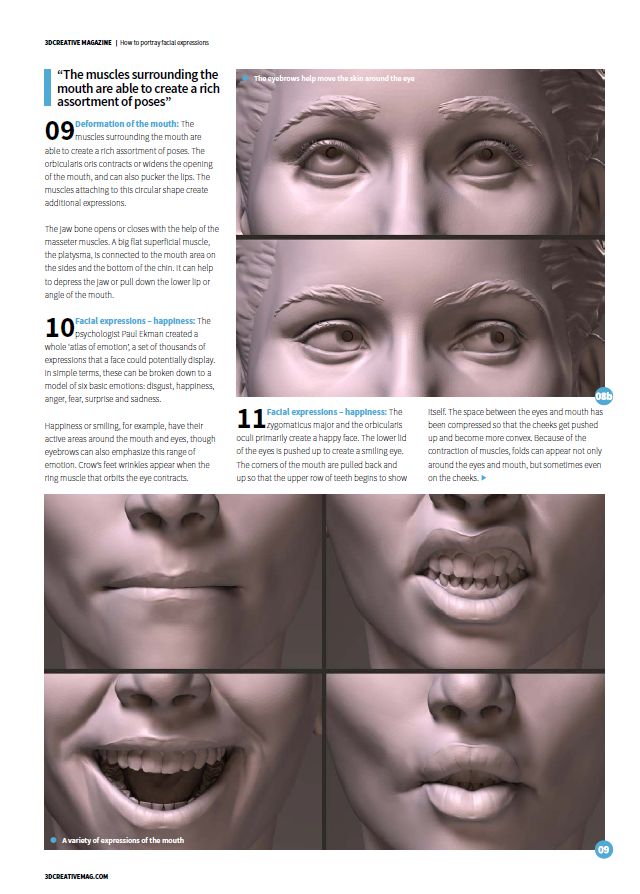 3DCREATIVE MAGAZINE | How to portray facial expressions
“The muscles surrounding the
mouth are able to create a rich
assortment of poses”
09 Deformation of the mouth: The
muscles surrounding the mouth are
able to create a rich assortment of poses. The
orbicularis oris contracts or widens the opening
of the mouth, and can also pucker the lips. The
muscles attaching to this circular shape create
additional expressions.
The jaw bone opens or closes with the help of the
masseter muscles. A big flat superficial muscle,
the platysma, is connected to the mouth area on
the sides and the bottom of the chin. It can help
to depress the jaw or pull down the lower lip or
angle of the mouth.
10 Facial expressions – happiness: The
psychologist Paul Ekman created a
whole ‘atlas of emotion’, a set of thousands of
expressions that a face could potentially display.
In simple terms, these can be broken down to a
model of six basic emotions: disgust, happiness,
anger, fear, surprise and sadness.
Happiness or smiling, for example, have their
active areas around the mouth and eyes, though
eyebrows can also emphasize this range of
emotion. Crow’s feet wrinkles appear when the
ring muscle that orbits the eye contracts.
The eyebrows help move the skin around the eye
08b
11 Facial expressions – happiness: The
zygomaticus major and the orbicularis
oculi primarily create a happy face. The lower lid
of the eyes is pushed up to create a smiling eye.
The corners of the mouth are pulled back and
up so that the upper row of teeth begins to show
itself. The space between the eyes and mouth has
been compressed so that the cheeks get pushed
up and become more convex. Because of the
contraction of muscles, folds can appear not only
around the eyes and mouth, but sometimes even
on the cheeks.
A variety of expressions of the mouth
09
3DCREATIVEMAG.COM